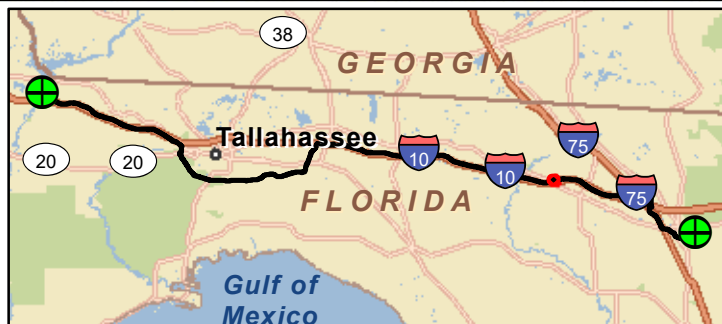 38
GEORGIA
Tallahassee
75
10
20
20
10
75
FLORIDA
Gulf of
Mexico